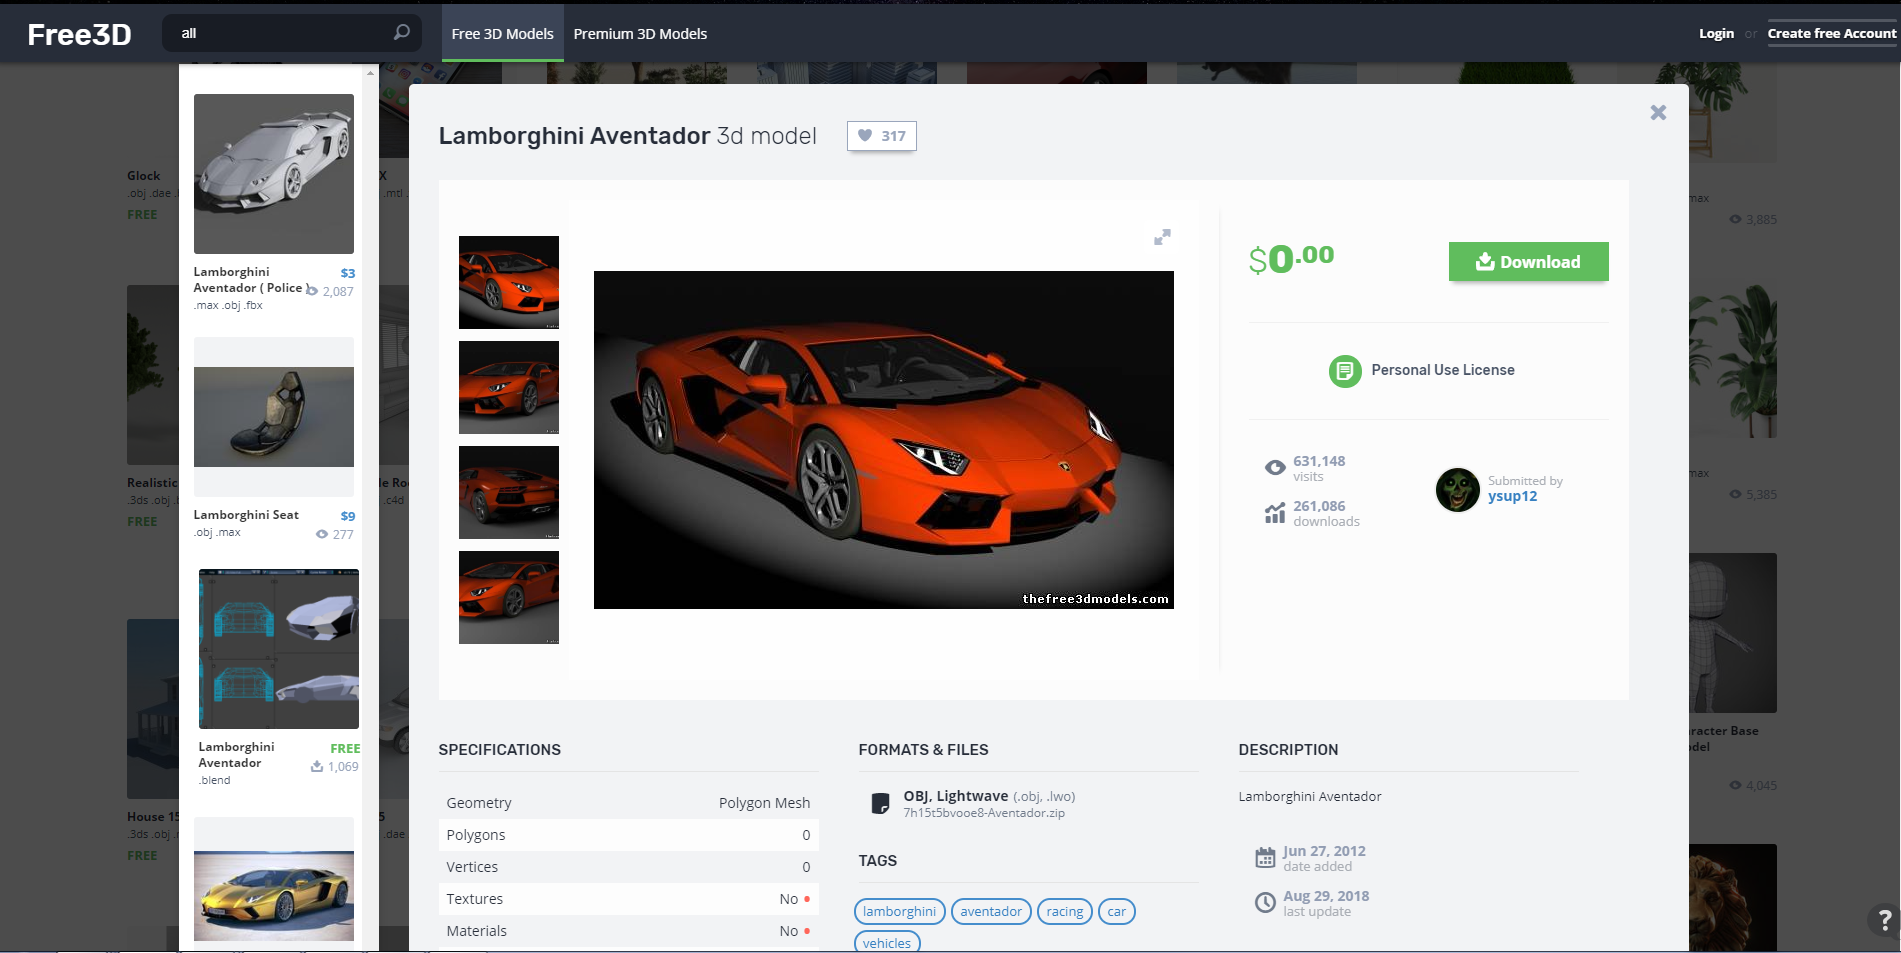 Free3D
all
Free 3D Models
Premium 3D Models
Login or Create free Account
Lamborghini Aventador 3d model
317
Glock
.obj .dae
FREE
X
.mtl
Lamborghini
Aventador ( Police )
$3
2,087
.max .obj .fbx
Lamborghini Seat
$9
.obj .max
277
Realistic
.3ds .obj
FREE
.c4d
Lamborghini
Aventador
FREE
1,069
.blend
House 15
.3ds .obj
FREE
5
.dae
max
3,885
max
5,385
Base
4,045
thefree3dmodels.com
$0.00
Download
Personal Use License
631,148
visits
261,086
downloads
Submitted by
ysup12
SPECIFICATIONS
Geometry Polygon Mesh
Polygons 0
Vertices 0
Textures No
Materials No
FORMATS & FILES
OBJ, Lightwave (.obj, .lwo)
7h15t5bvooe8-Aventador.zip
TAGS
lamborghini
aventador
racing
car
vehicles
DESCRIPTION
Lamborghini Aventador
Jun 27, 2012
date added
Aug 29, 2018
last update
?